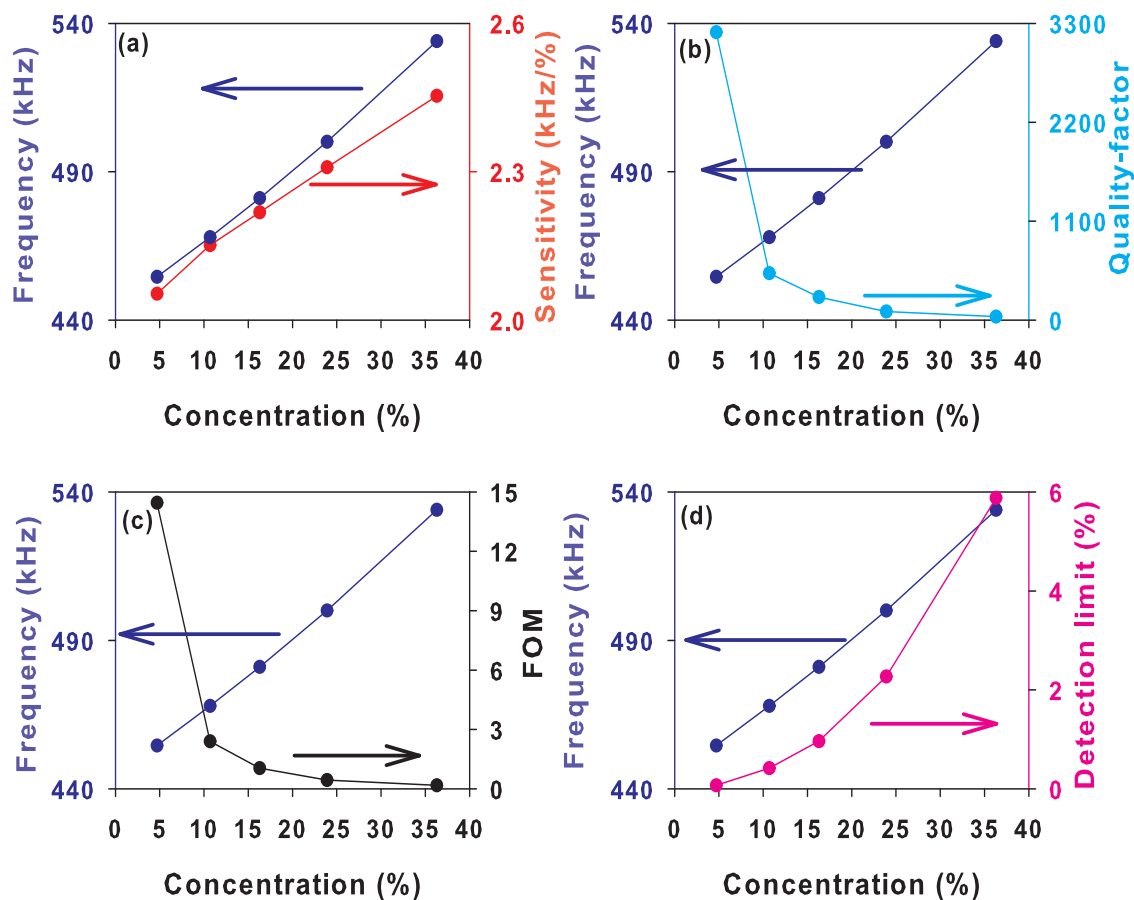 (a)
Frequency (kHz)
540
490
440
Sensitivity (kHz/%)
2.6
2.3
2.0
0 5 10 15 20 25 30 35 40
Concentration (%)
(b)
Frequency (kHz)
540
490
440
Quality-factor
3300
2200
1100
0
0 5 10 15 20 25 30 35 40
Concentration (%)
(c)
Frequency (kHz)
540
490
440
FOM
15
12
9
6
3
0
0 5 10 15 20 25 30 35 40
Concentration (%)
(d)
Frequency (kHz)
540
490
440
Detection limit (%)
6
4
2
0
0 5 10 15 20 25 30 35 40
Concentration (%)